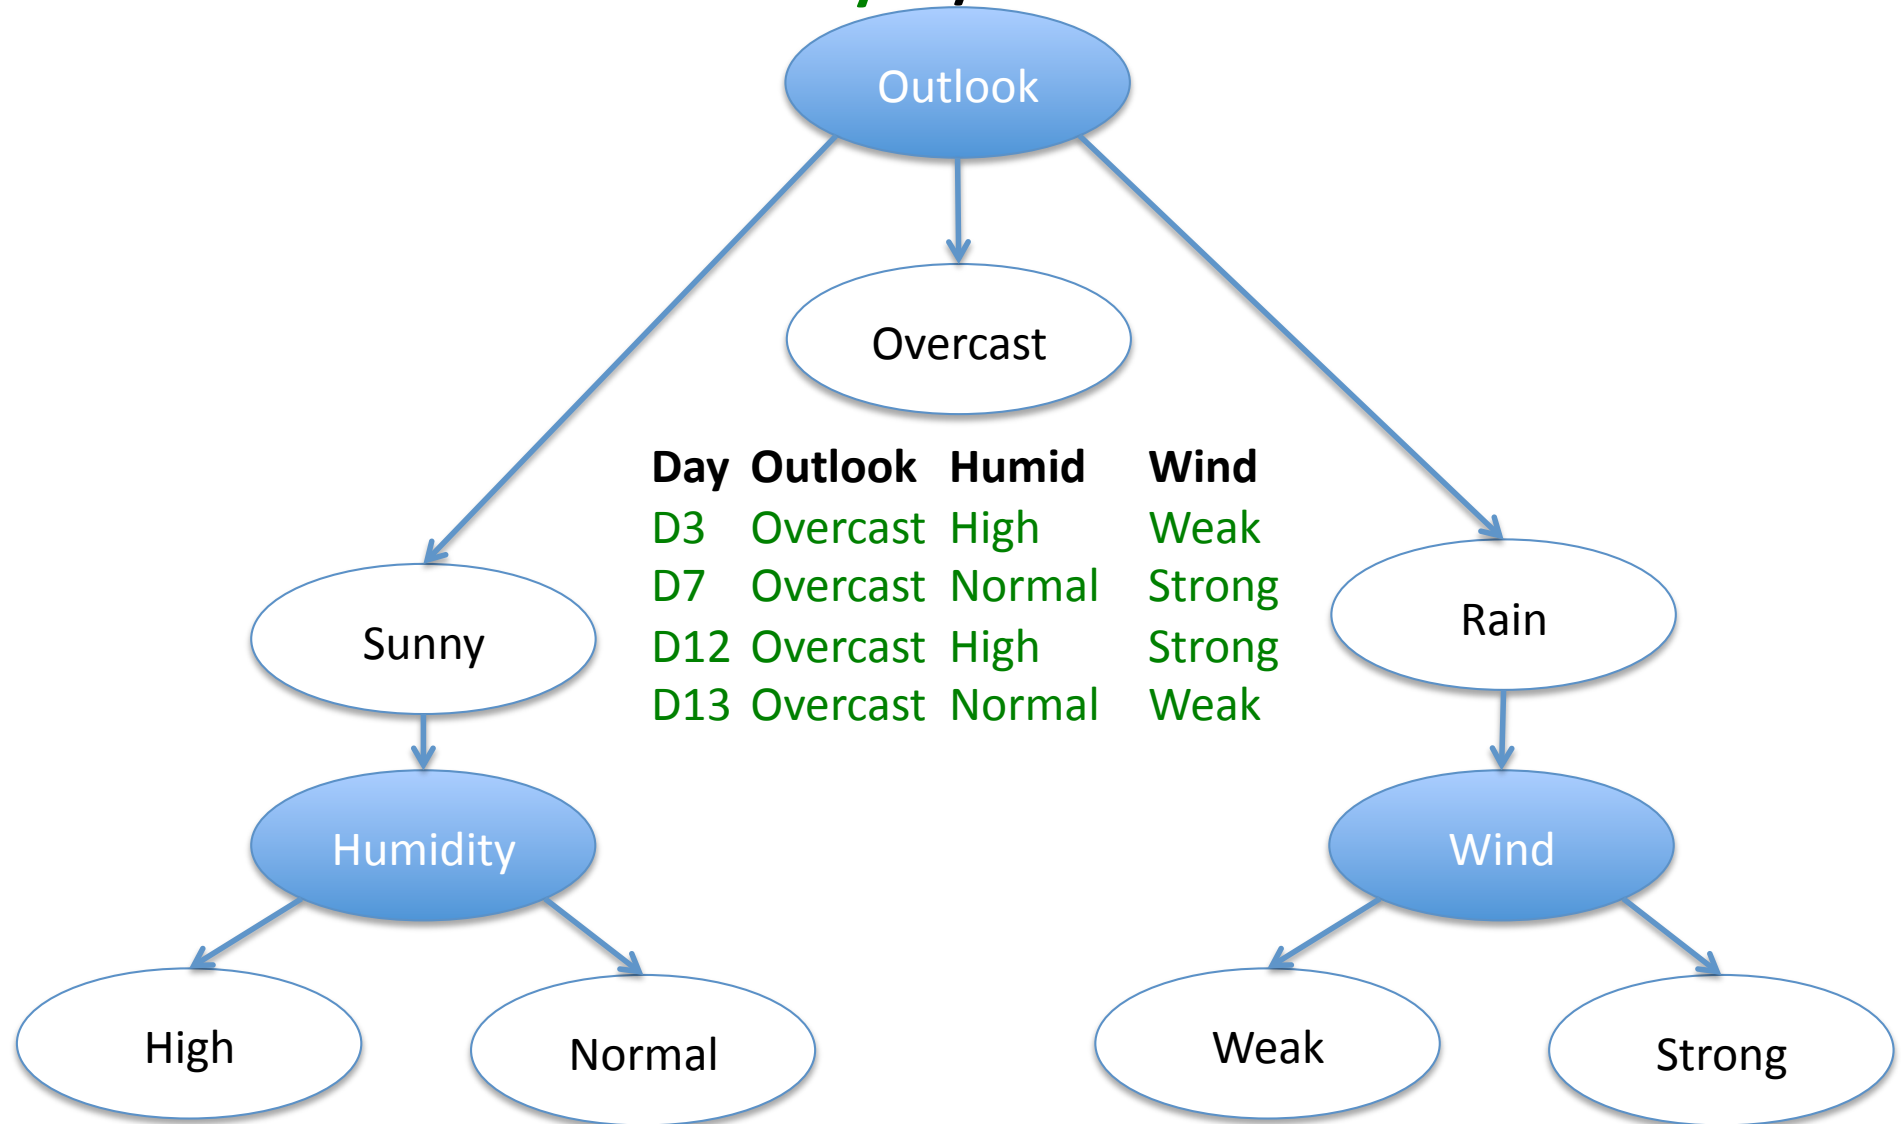 Outlook
Overcast
Day Outlook Humid Wind
D3 Overcast High Weak
D7 Overcast Normal Strong
D12 Overcast High Strong
D13 Overcast Normal Weak
Sunny
Rain
Humidity
Wind
High
Normal
Weak
Strong